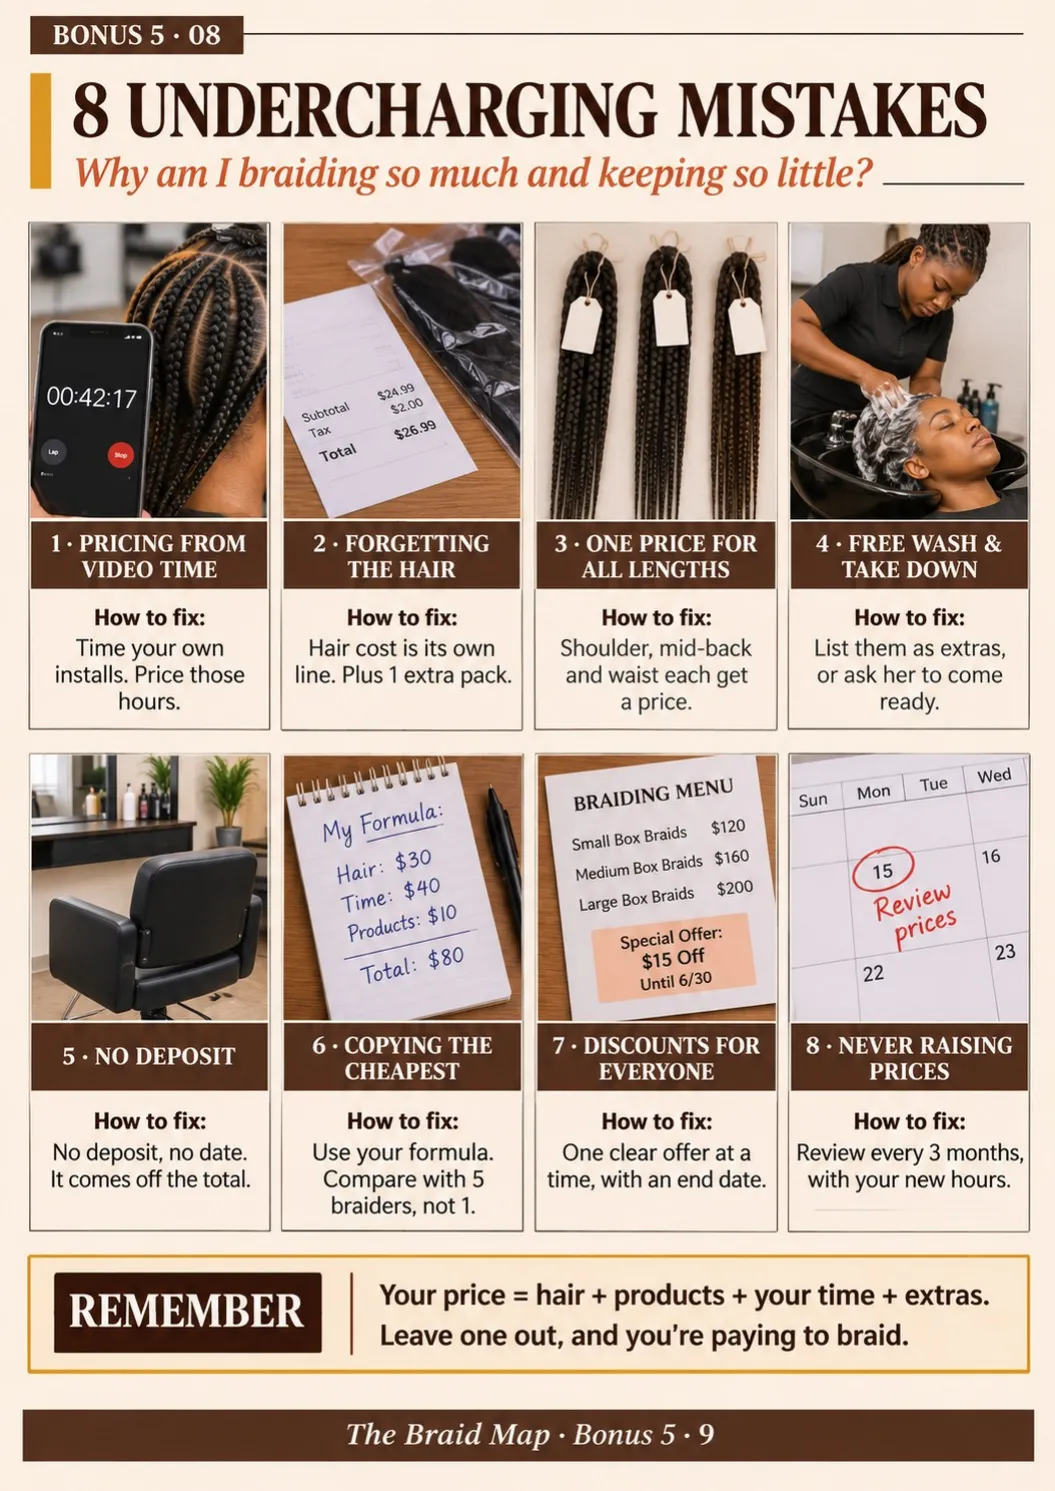 BONUS 5 · 08
8 UNDERCHARGING MISTAKES
Why am I braiding so much and keeping so little?
00:42:17
Lap
Stop
Subtotal $24.99
Tax $2.00
Total $26.99
1 · PRICING FROM
VIDEO TIME
How to fix:
Time your own
installs. Price those
hours.
2 · FORGETTING
THE HAIR
How to fix:
Hair cost is its own
line. Plus 1 extra pack.
3 · ONE PRICE FOR
ALL LENGTHS
How to fix:
Shoulder, mid-back
and waist each get
a price.
4 · FREE WASH &
TAKE DOWN
How to fix:
List them as extras,
or ask her to come
ready.
5 · NO DEPOSIT
How to fix:
No deposit, no date.
It comes off the total.
My Formula:
Hair: $30
Time: $40
Products: $10
Total: $80
6 · COPYING THE
CHEAPEST
How to fix:
Use your formula.
Compare with 5
braiders, not 1.
BRAIDING MENU
Small Box Braids $120
Medium Box Braids $160
Large Box Braids $200
Special Offer:
$15 Off
Until 6/30
7 · DISCOUNTS FOR
EVERYONE
How to fix:
One clear offer at a
time, with an end date.
Sun Mon Tue Wed
15 16
Review
prices
22 23
8 · NEVER RAISING
PRICES
How to fix:
Review every 3 months,
with your new hours.
REMEMBER
Your price = hair + products + your time + extras.
Leave one out, and you're paying to braid.
The Braid Map · Bonus 5 · 9